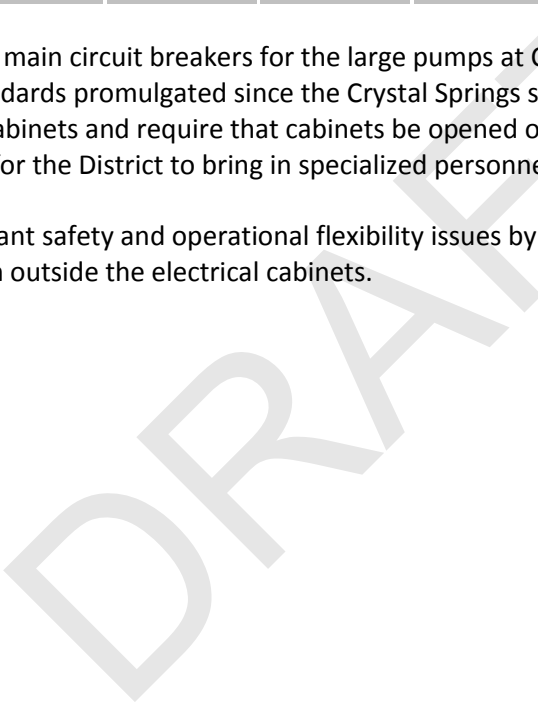 main circuit breakers for the large pumps at
dards promulgated since the Crystal Springs s
abinets and require that cabinets be opened o
or the District to bring in specialized personne
ant safety and operational flexibility issues by
outside the electrical cabinets.
DRAF